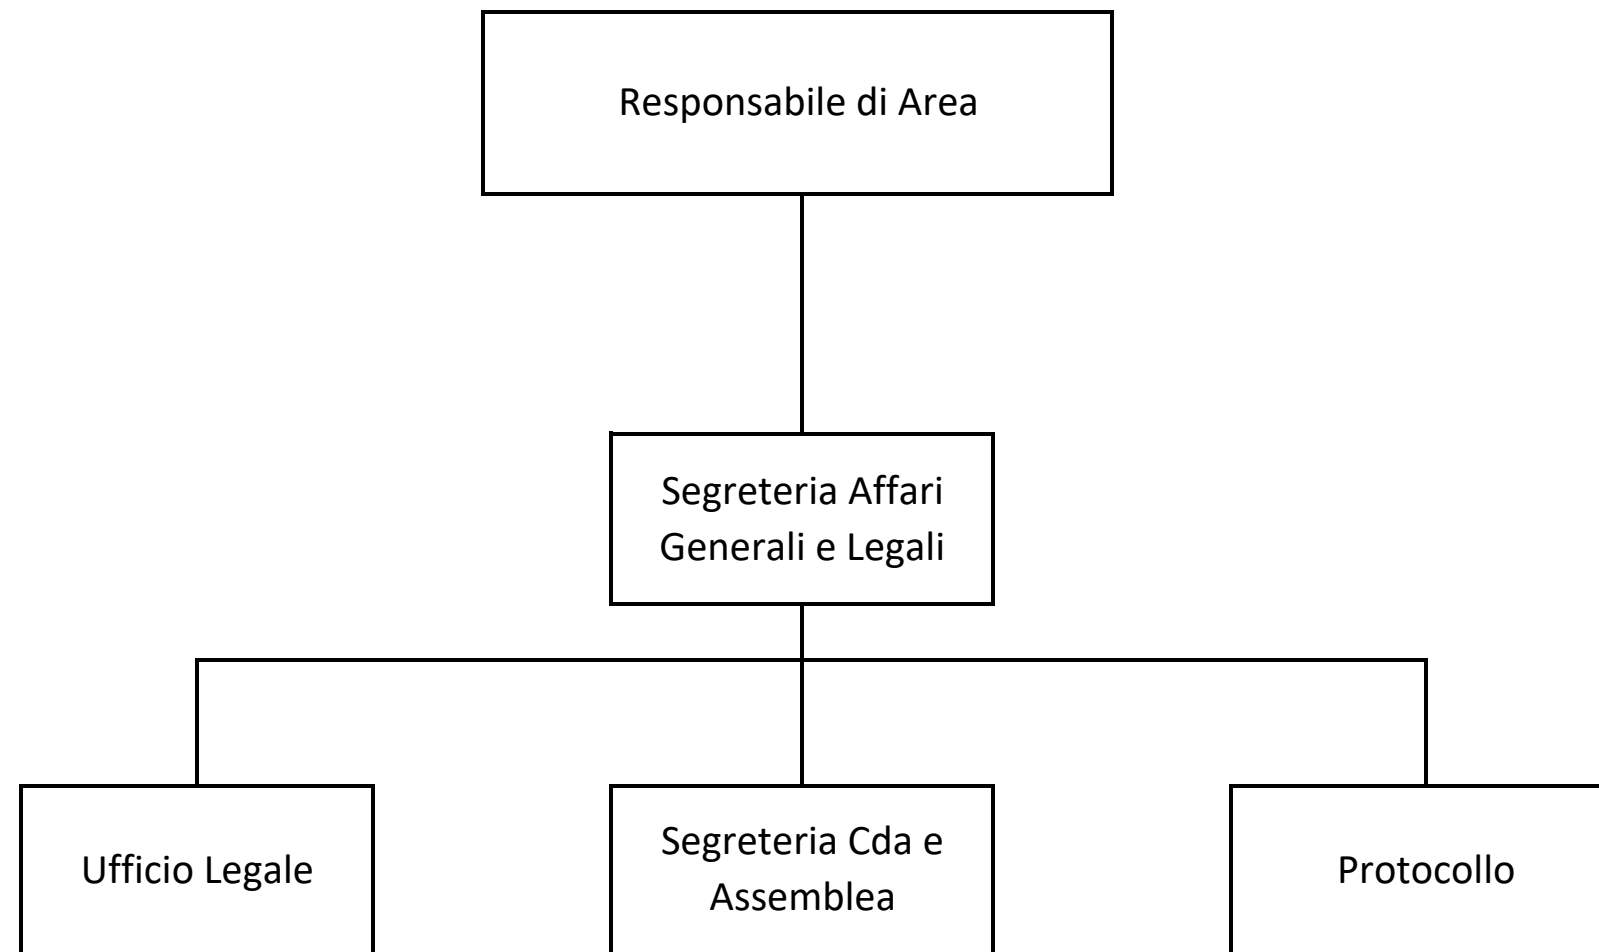 Responsabile di Area
Segreteria Affari
Generali e Legali
Ufficio Legale
Segreteria Cda e
Assemblea
Protocollo